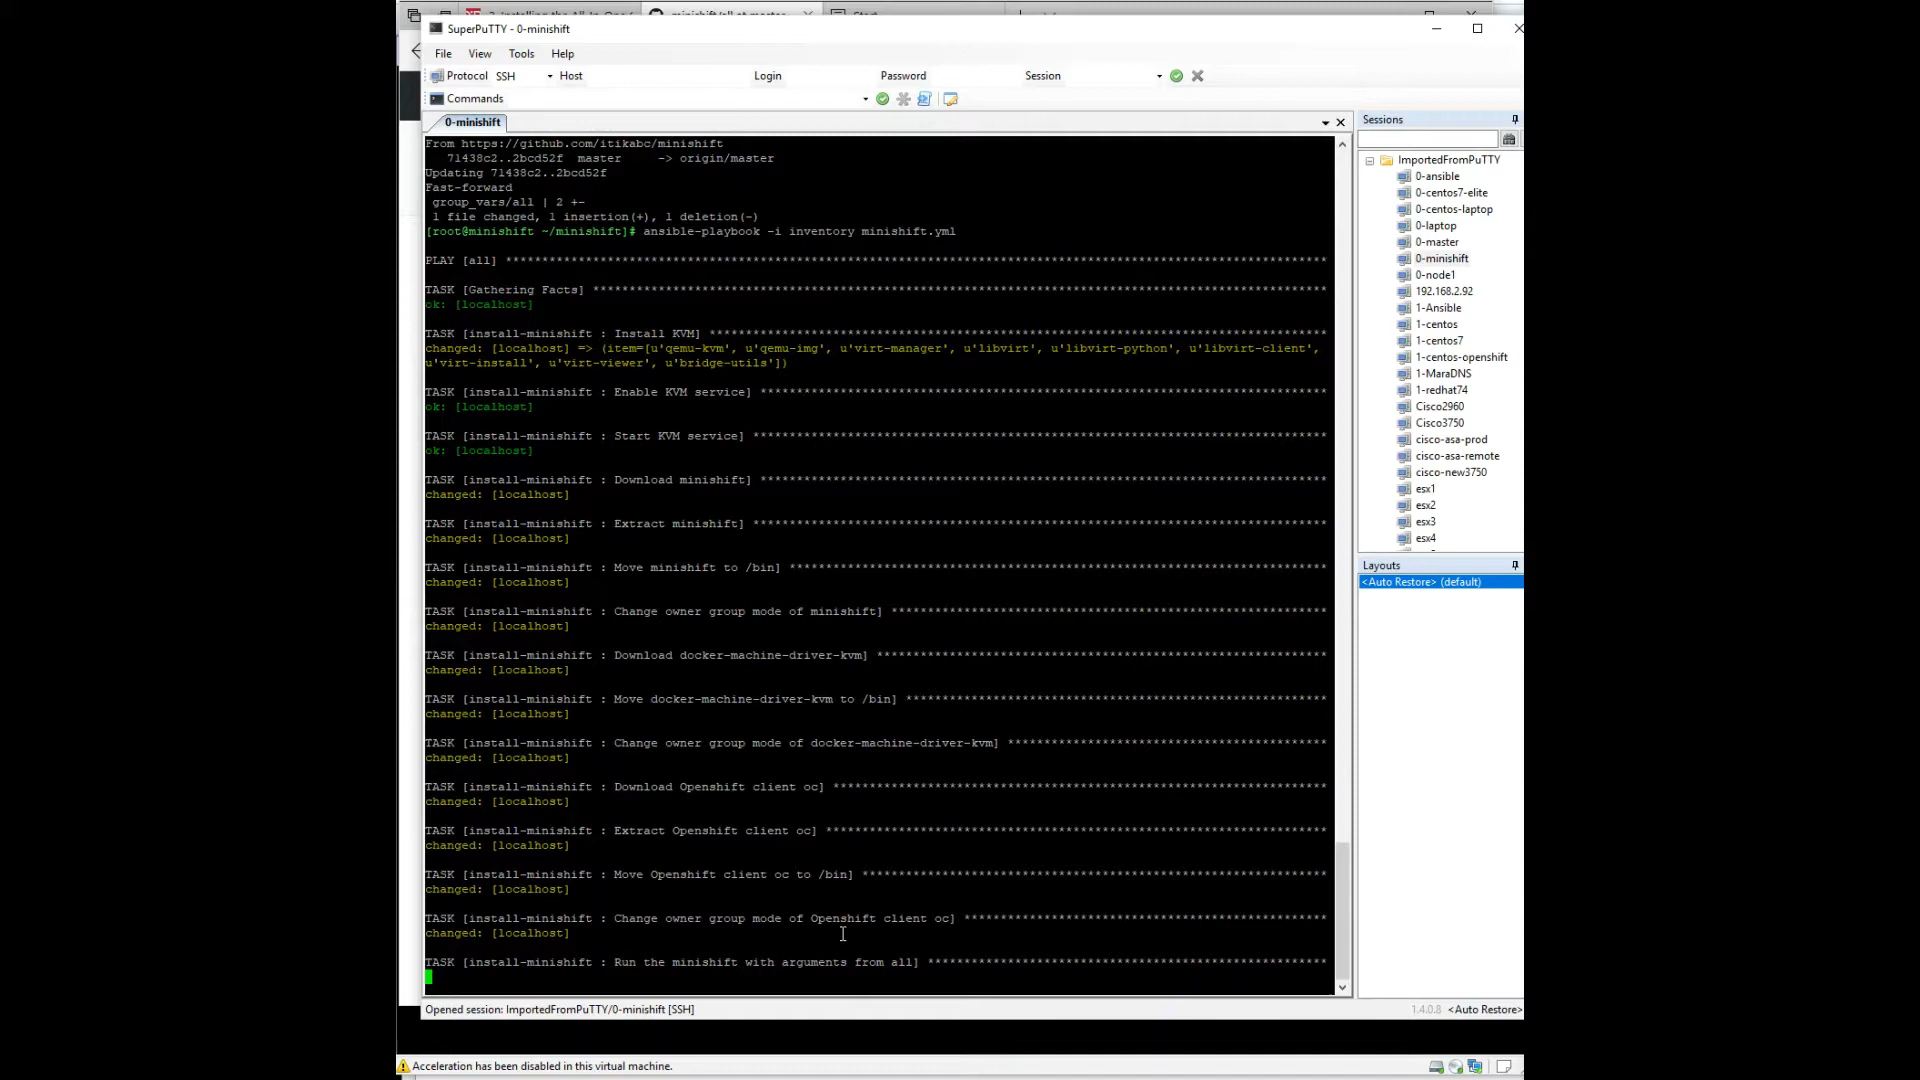 2. Installing the All-In-One
minishift/all at master
Start
SuperPuTTY - 0-minishift
File View Tools Help
Protocol SSH Host Login Password Session
Commands
0-minishift
From https://github.com/itikabc/minishift
71438c2..2bcd52f master -> origin/master
Updating 71438c2..2bcd52f
Fast-forward
group_vars/all | 2 +-
1 file changed, 1 insertion(+), 1 deletion(-)
[root@minishift ~/minishift]# ansible-playbook -i inventory minishift.yml
PLAY [all] ****************************************************************************************************************
TASK [Gathering Facts] ****************************************************************************************************
ok: [localhost]
TASK [install-minishift : Install KVM] ************************************************************************************
changed: [localhost] => (item=[u'qemu-kvm', u'qemu-img', u'virt-manager', u'libvirt', u'libvirt-python', u'libvirt-client',
u'virt-install', u'virt-viewer', u'bridge-utils'])
TASK [install-minishift : Enable KVM service] *****************************************************************************
ok: [localhost]
TASK [install-minishift : Start KVM service] ******************************************************************************
ok: [localhost]
TASK [install-minishift : Download minishift] *****************************************************************************
changed: [localhost]
TASK [install-minishift : Extract minishift] ******************************************************************************
changed: [localhost]
TASK [install-minishift : Move minishift to /bin] *************************************************************************
changed: [localhost]
TASK [install-minishift : Change owner group mode of minishift] ***********************************************************
changed: [localhost]
TASK [install-minishift : Download docker-machine-driver-kvm] *************************************************************
changed: [localhost]
TASK [install-minishift : Move docker-machine-driver-kvm to /bin] *********************************************************
changed: [localhost]
TASK [install-minishift : Change owner group mode of docker-machine-driver-kvm] *******************************************
changed: [localhost]
TASK [install-minishift : Download Openshift client oc] *******************************************************************
changed: [localhost]
TASK [install-minishift : Extract Openshift client oc] ********************************************************************
changed: [localhost]
TASK [install-minishift : Move Openshift client oc to /bin] ***************************************************************
changed: [localhost]
TASK [install-minishift : Change owner group mode of Openshift client oc] *************************************************
changed: [localhost]
TASK [install-minishift : Run the minishift with arguments from all] ******************************************************
Sessions
ImportedFromPuTTY
0-ansible
0-centos7-elite
0-centos-laptop
0-laptop
0-master
0-minishift
0-node1
192.168.2.92
1-Ansible
1-centos
1-centos7
1-centos-openshift
1-MaraDNS
1-redhat74
Cisco2960
Cisco3750
cisco-asa-prod
cisco-asa-remote
cisco-new3750
esx1
esx2
esx3
esx4
Layouts
<Auto Restore> (default)
Opened session: ImportedFromPuTTY/0-minishift [SSH]
1.4.0.8 <Auto Restore>
Acceleration has been disabled in this virtual machine.